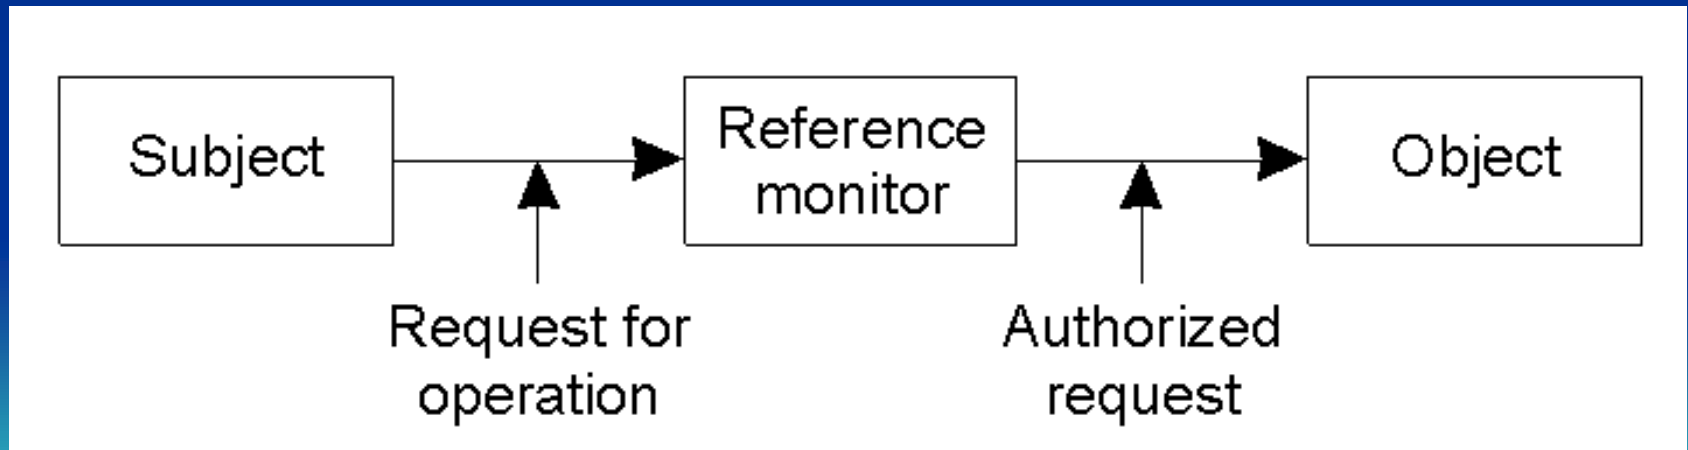 Subject
Reference
monitor
Object
Request for
operation
Authorized
request